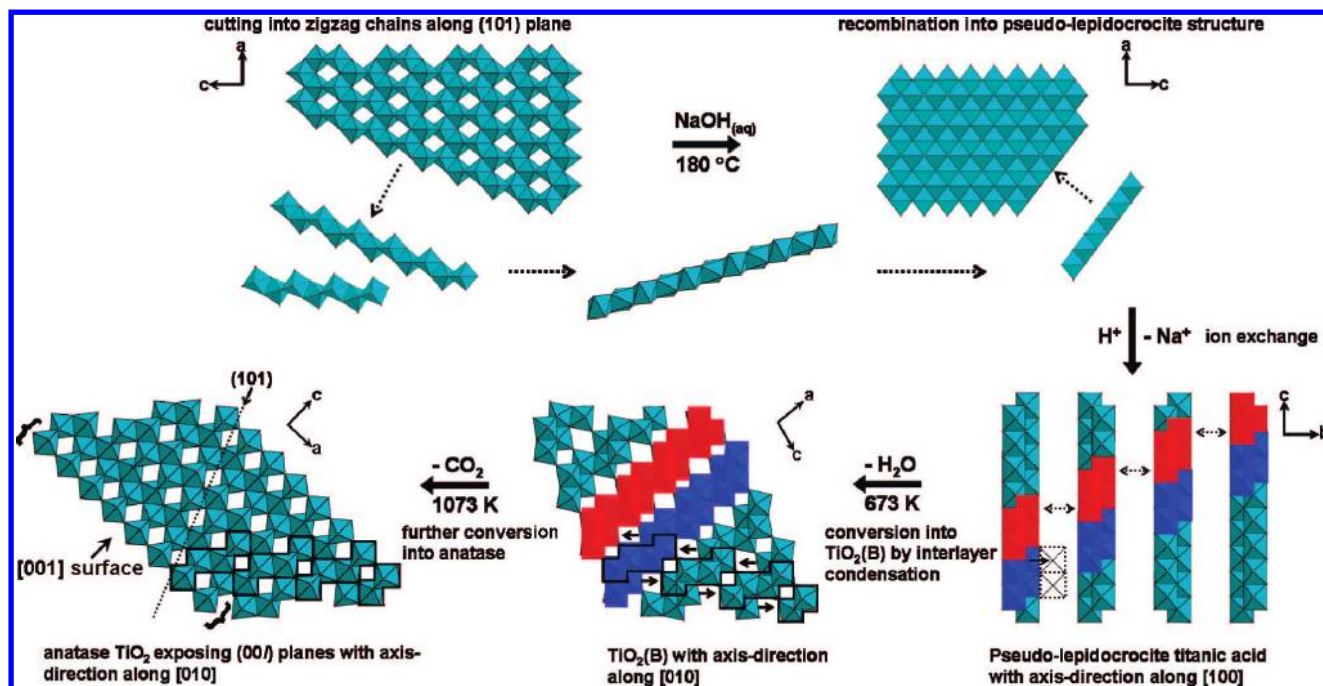 cutting into zigzag chains along (101) plane
recombination into pseudo-lepidocrocite structure
a
c
a
c
NaOH(aq)
180 °C
H+
- Na+
ion exchange
(101)
c
a
[001] surface
- CO2
1073 K
further conversion
into anatase
a
c
- H2O
673 K
conversion into
TiO2(B) by interlayer
condensation
c
b
anatase TiO2 exposing (00l) planes with axis-
direction along [010]
TiO2(B) with axis-direction
along [010]
Pseudo-lepidocrocite titanic acid
with axis-direction along [100]